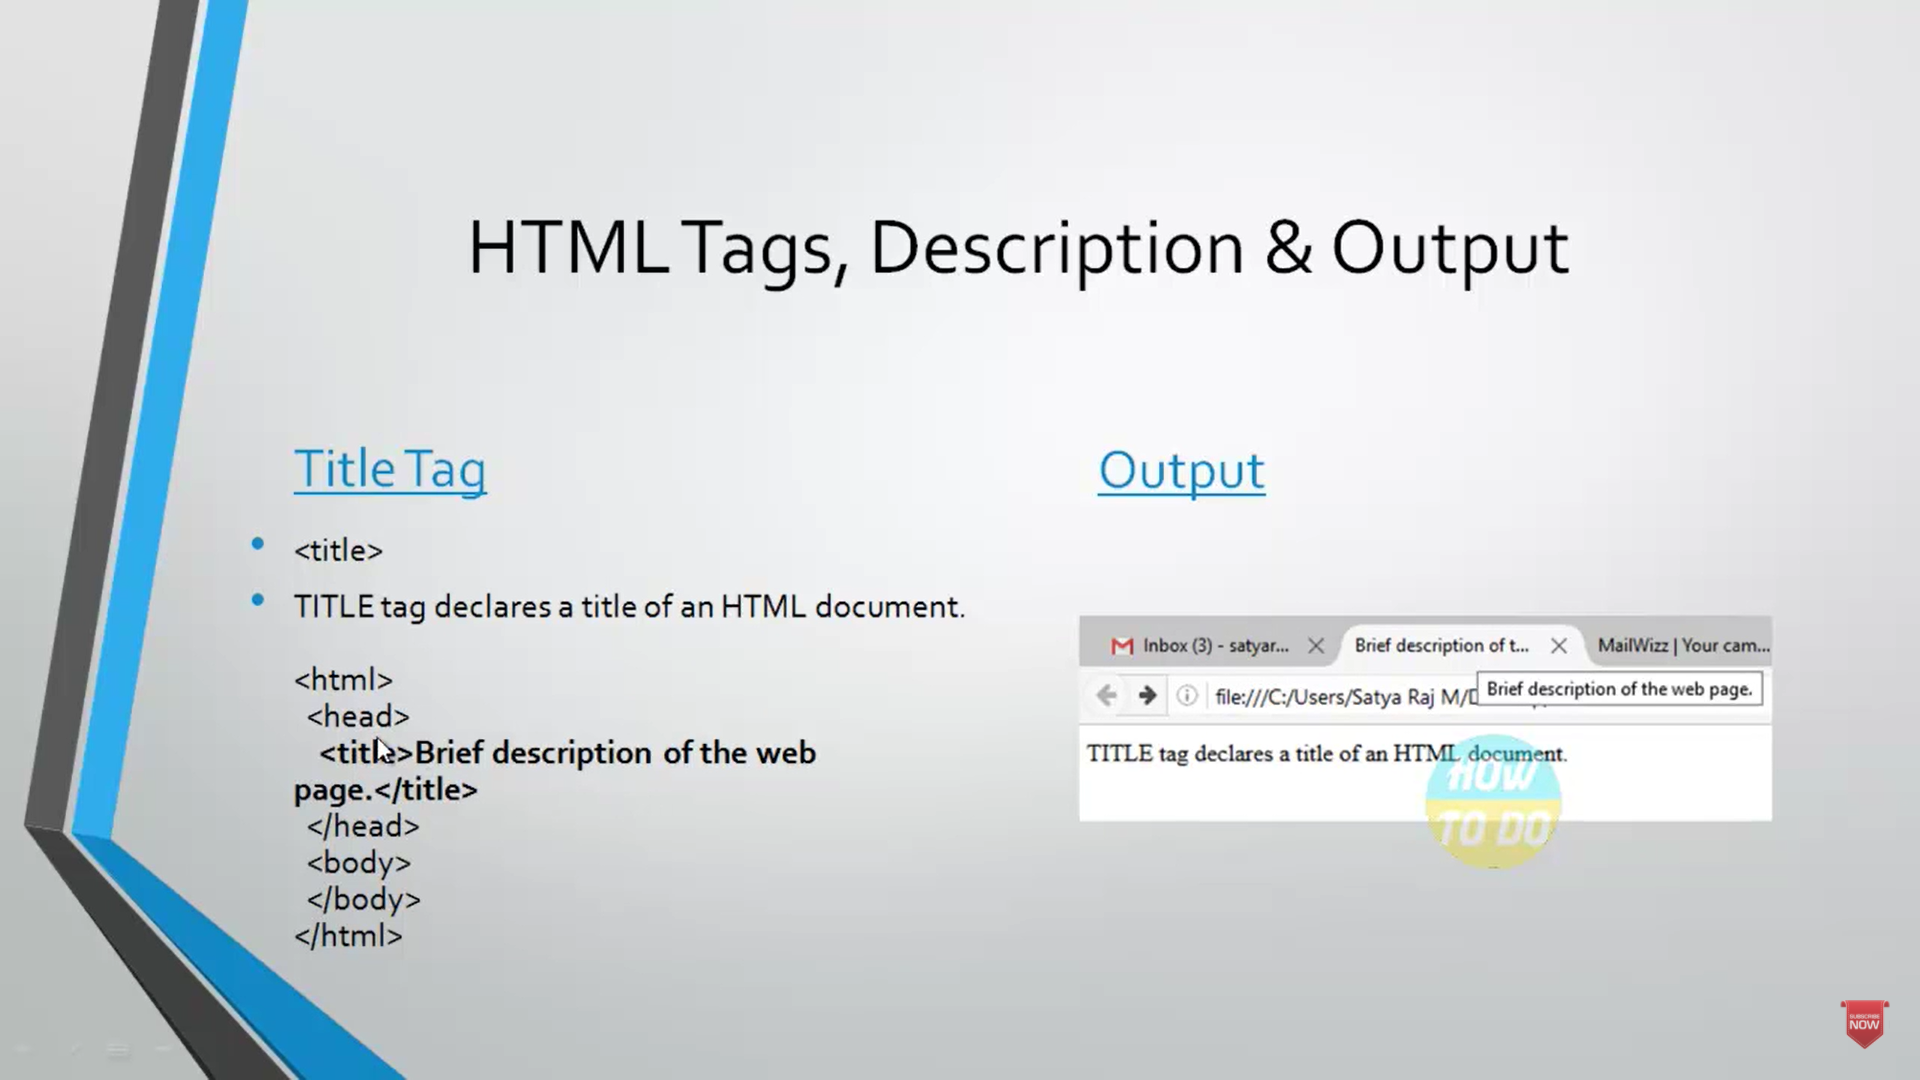 HTML Tags, Description & Output
Title Tag
<title>
TITLE tag declares a title of an HTML document.
<html>
<head>
<title>Brief description of the web
page.</title>
</head>
<body>
</body>
</html>
Output
Inbox (3) - satyar... Brief description of t... MailWizz | Your cam...
file:///C:/Users/Satya Raj M/D
Brief description of the web page.
TITLE tag declares a title of an HTML document.
HOW
TO DO
SUBSCRIBE
NOW